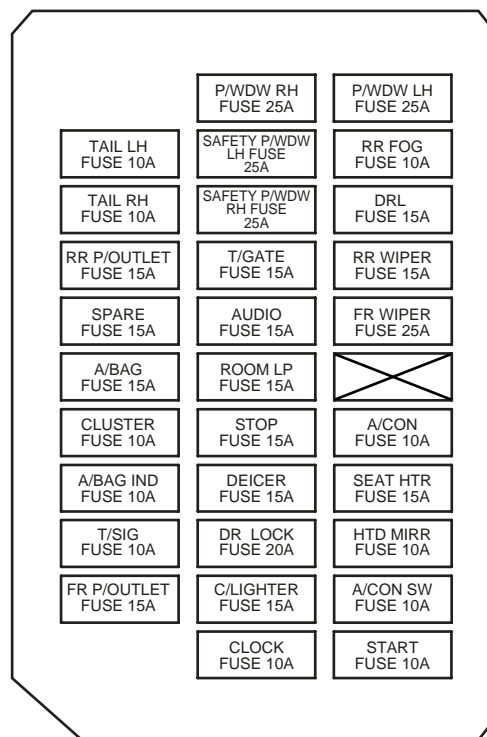 P/WDW RH
FUSE 25A
P/WDW LH
FUSE 25A
TAIL LH
FUSE 10A
SAFETY P/WDW
LH FUSE
25A
RR FOG
FUSE 10A
TAIL RH
FUSE 10A
SAFETY P/WDW
RH FUSE
25A
DRL
FUSE 15A
RR P/OUTLET
FUSE 15A
T/GATE
FUSE 15A
RR WIPER
FUSE 15A
SPARE
FUSE 15A
AUDIO
FUSE 15A
FR WIPER
FUSE 25A
A/BAG
FUSE 15A
ROOM LP
FUSE 15A
CLUSTER
FUSE 10A
STOP
FUSE 15A
A/CON
FUSE 10A
A/BAG IND
FUSE 10A
DEICER
FUSE 15A
SEAT HTR
FUSE 15A
T/SIG
FUSE 10A
DR LOCK
FUSE 20A
HTD MIRR
FUSE 10A
FR P/OUTLET
FUSE 15A
C/LIGHTER
FUSE 15A
A/CON SW
FUSE 10A
CLOCK
FUSE 10A
START
FUSE 10A